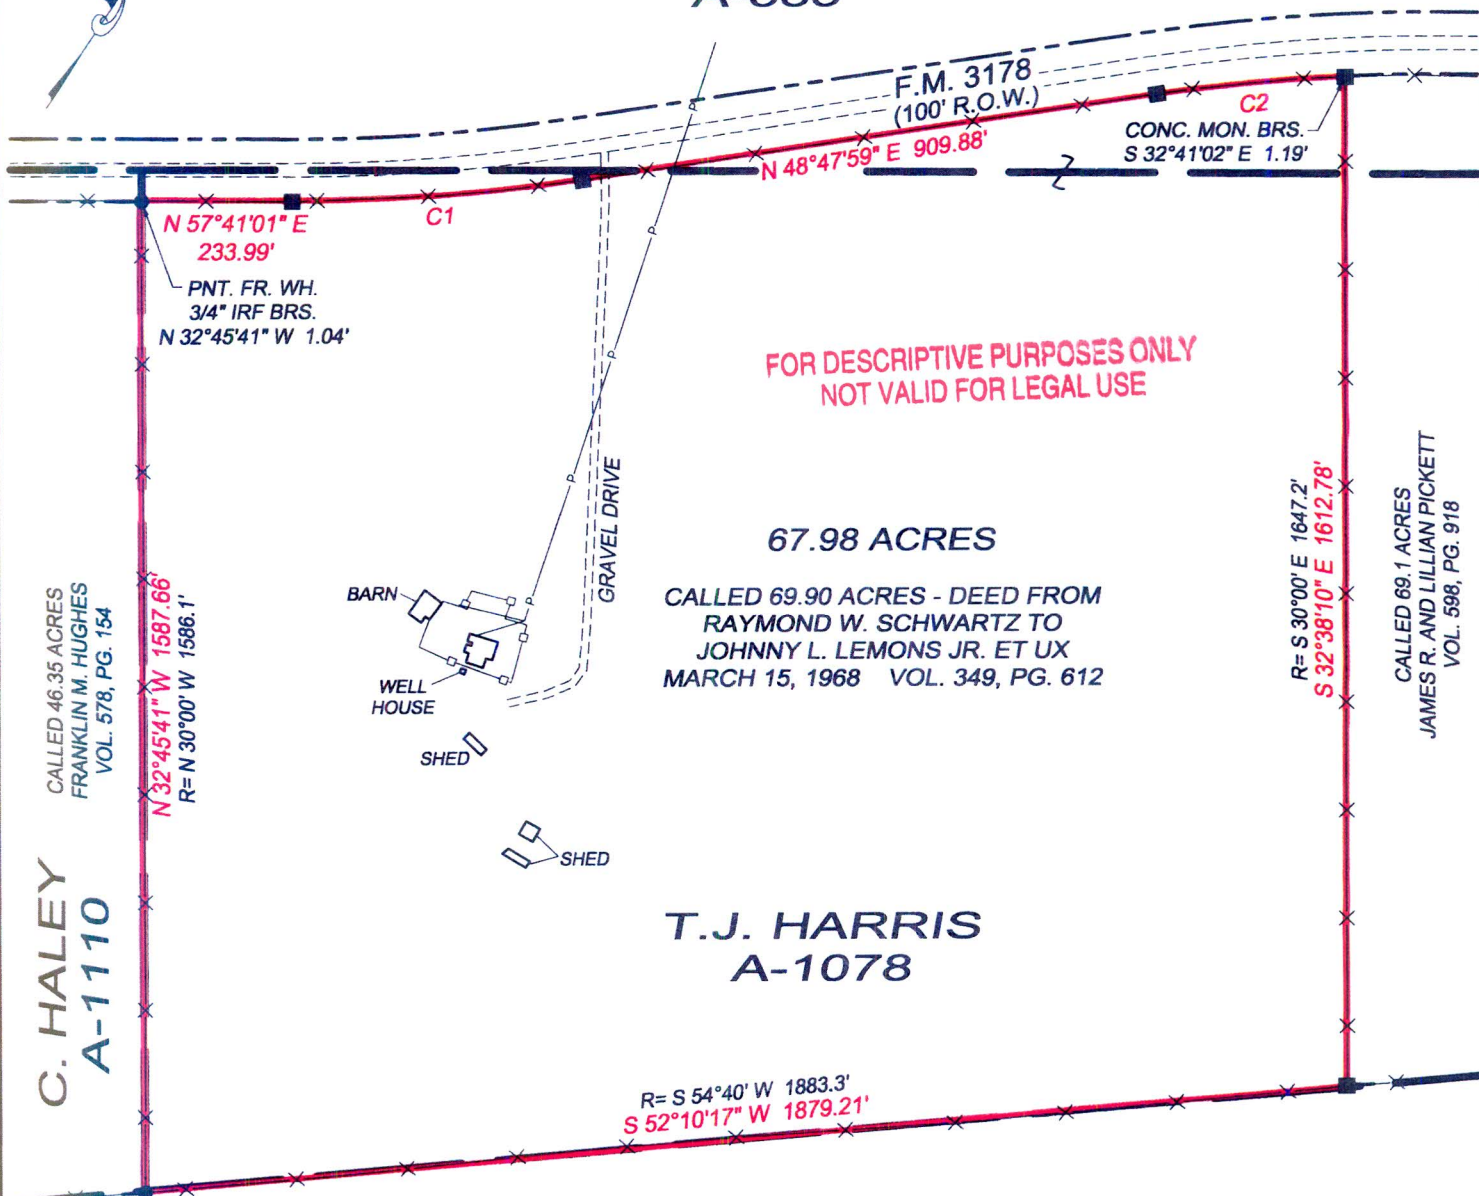 F.M. 3178
(100' R.O.W.)
C2
CONC. MON. BRS.
S 32°41'02" E 1.19'
N 48°47'59" E 909.88'
N 57°41'01" E
233.99'
C1
PNT. FR. WH.
3/4" IRF BRS.
N 32°45'41" W 1.04'
P
P
P
P
P
FOR DESCRIPTIVE PURPOSES ONLY
NOT VALID FOR LEGAL USE
GRAVEL DRIVE
67.98 ACRES
CALLED 69.90 ACRES - DEED FROM
RAYMOND W. SCHWARTZ TO
JOHNNY L. LEMONS JR. ET UX
MARCH 15, 1968 VOL. 349, PG. 612
BARN
WELL
HOUSE
SHED
SHED
CALLED 46.35 ACRES
FRANKLIN M. HUGHES
VOL. 578, PG. 154
N 32°45'41" W 1587.66'
R= N 30°00' W 1586.1'
R= S 30°00' E 1647.2'
S 32°38'10" E 1612.78'
CALLED 69.1 ACRES
JAMES R. AND LILLIAN PICKETT
VOL. 598, PG. 918
C. HALEY
A-1110
T.J. HARRIS
A-1078
R= S 54°40' W 1883.3'
S 52°10'17" W 1879.21'